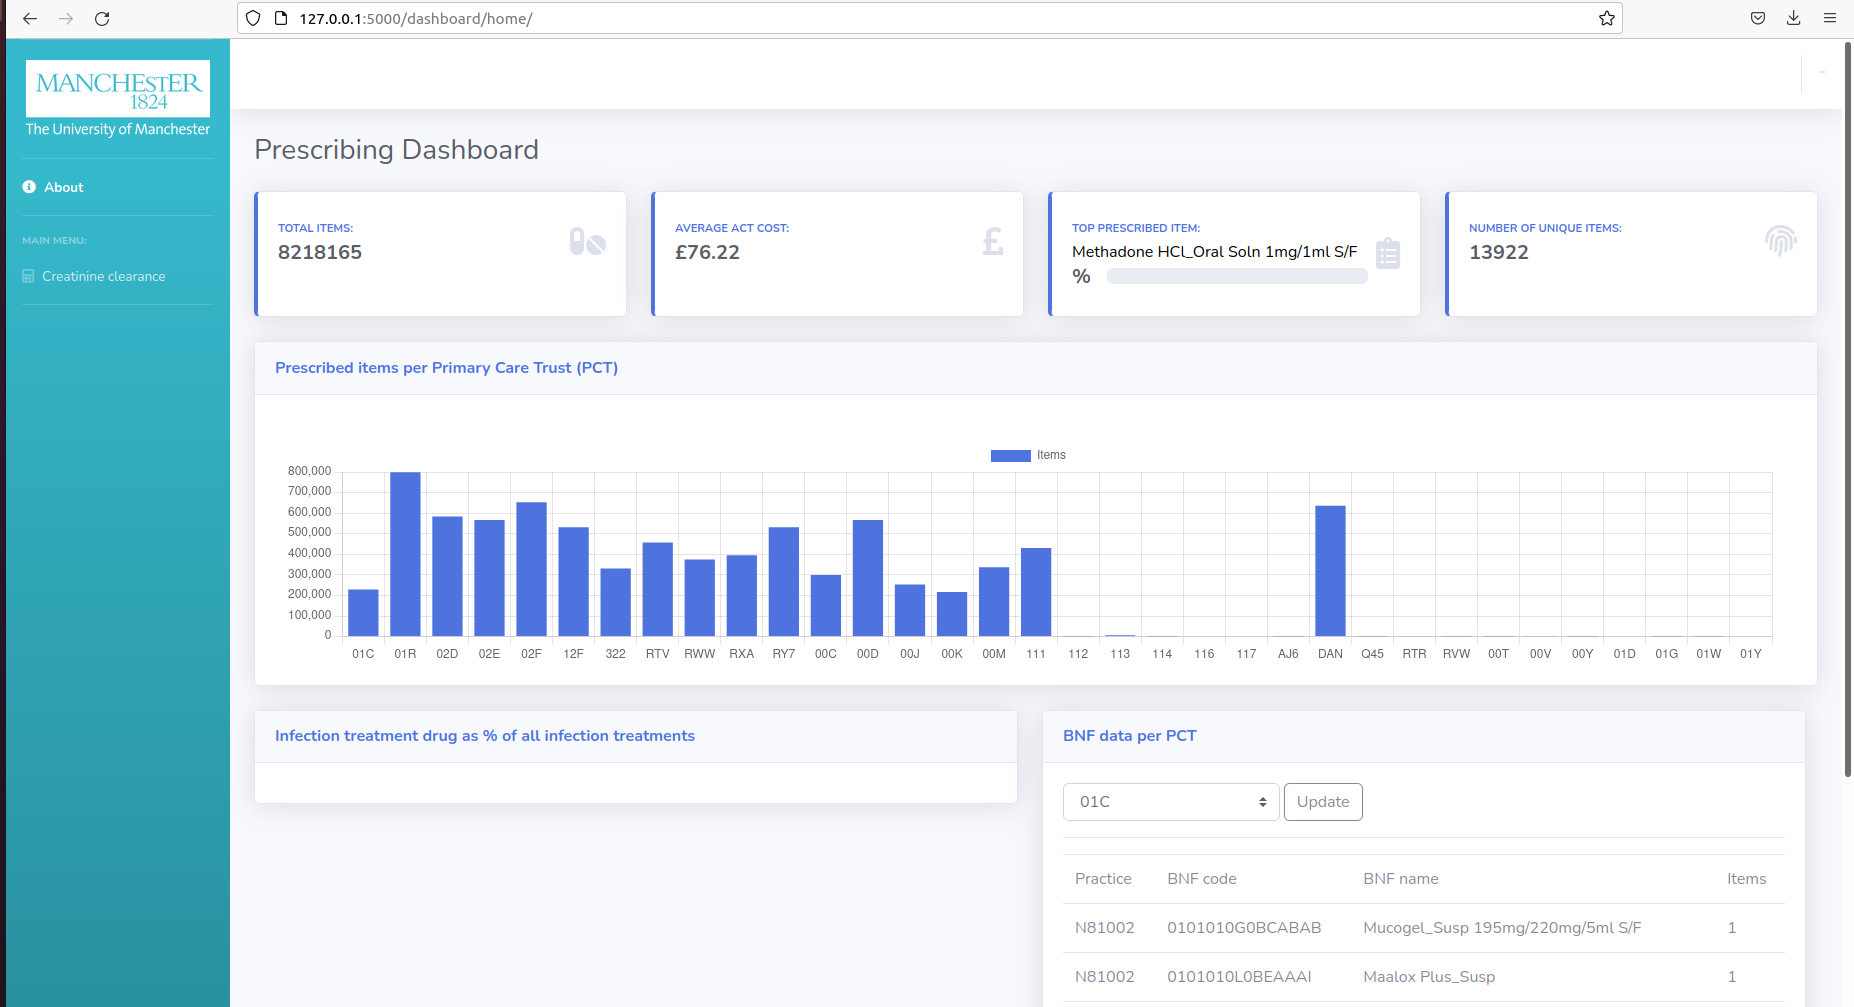 127.0.0.1:5000/dashboard/home/
MANCHESTER
1824
The University of Manchester
About
MAIN MENU:
Creatinine clearance
Prescribing Dashboard
TOTAL ITEMS:
8218165
AVERAGE ACT COST:
£76.22
£
TOP PRESCRIBED ITEM:
Methadone HCl_Oral Soln 1mg/1ml S/F
%
NUMBER OF UNIQUE ITEMS:
13922
Prescribed items per Primary Care Trust (PCT)
Items
800,000
700,000
600,000
500,000
400,000
300,000
200,000
100,000
0
01C 01R 02D 02E 02F 12F 322 RTV RWW RXA RY7 00C 00D 00J 00K 00M 111 112 113 114 116 117 AJ6 DAN Q45 RTR RVW 00T 00V 00Y 01D 01G 01W 01Y
Infection treatment drug as % of all infection treatments
BNF data per PCT
01C Update
Practice BNF code BNF name Items
N81002 0101010G0BCABAB Mucogel_Susp 195mg/220mg/5ml S/F 1
N81002 0101010L0BEAAAI Maalox Plus_Susp 1